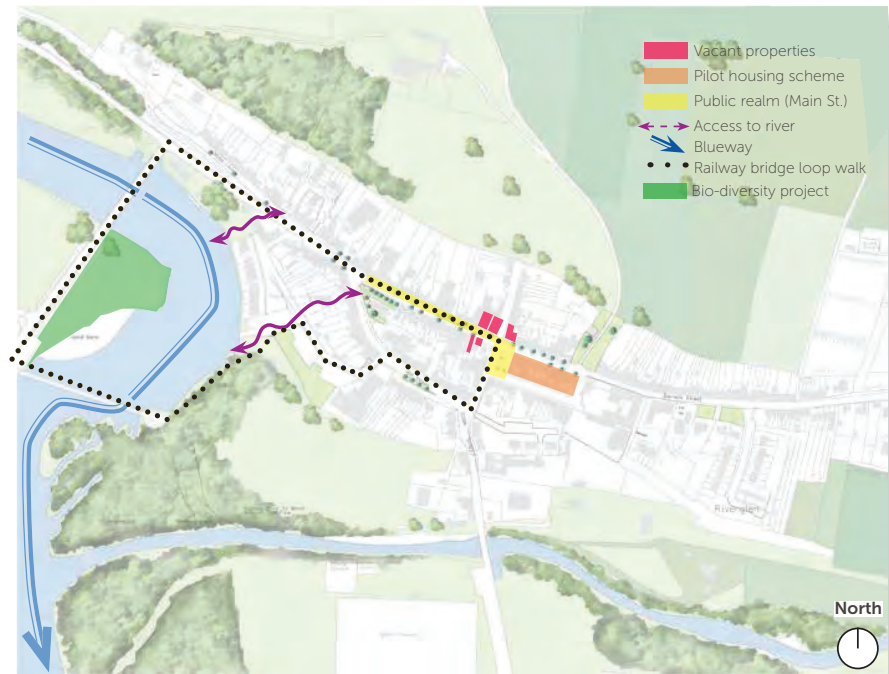 Vacant properties
Pilot housing scheme
Public realm (Main St.)
Access to river
Blueway
Railway bridge loop walk
Bio-diversity project
North